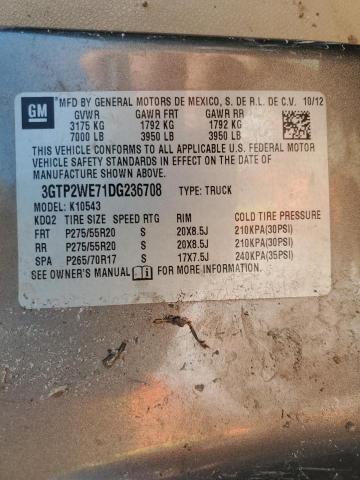 GM
MFD BY GENERAL MOTORS DE MEXICO, S. DE R.L. DE C.V. 10/12
GVWR GAWR FRT GAWR RR
3175 KG 1792 KG 1792 KG
7000 LB 3950 LB 3950 LB
THIS VEHICLE CONFORMS TO ALL APPLICABLE U.S. FEDERAL MOTOR
VEHICLE SAFETY STANDARDS IN EFFECT ON THE DATE OF
MANUFACTURE SHOWN ABOVE.
3GTP2WE71DG236708 TYPE: TRUCK
MODEL: K10543
KDQ2 TIRE SIZE SPEED RTG RIM COLD TIRE PRESSURE
FRT P275/55R20 S 20X8.5J 210KPA(30PSI)
RR P275/55R20 S 20X8.5J 210KPA(30PSI)
SPA P265/70R17 S 17X7.5J 240KPA(35PSI)
SEE OWNER'S MANUAL FOR MORE INFORMATION.